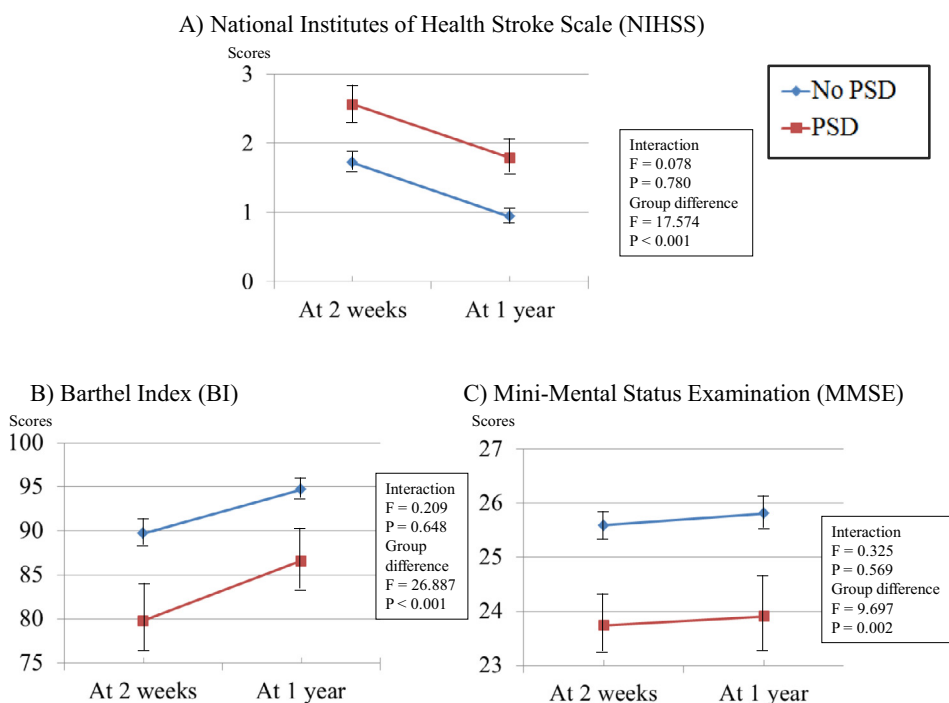 A) National Institutes of Health Stroke Scale (NIHSS)
Scores
3
2
1
0
At 2 weeks
At 1 year
Interaction
F = 0.078
P = 0.780
Group difference
F = 17.574
P < 0.001
No PSD
PSD
B) Barthel Index (BI)
Scores
100
95
90
85
80
75
At 2 weeks
At 1 year
Interaction
F = 0.209
P = 0.648
Group
difference
F = 26.887
P < 0.001
C) Mini-Mental Status Examination (MMSE)
Scores
27
26
25
24
23
At 2 weeks
At 1 year
Interaction
F = 0.325
P = 0.569
Group difference
F = 9.697
P = 0.002